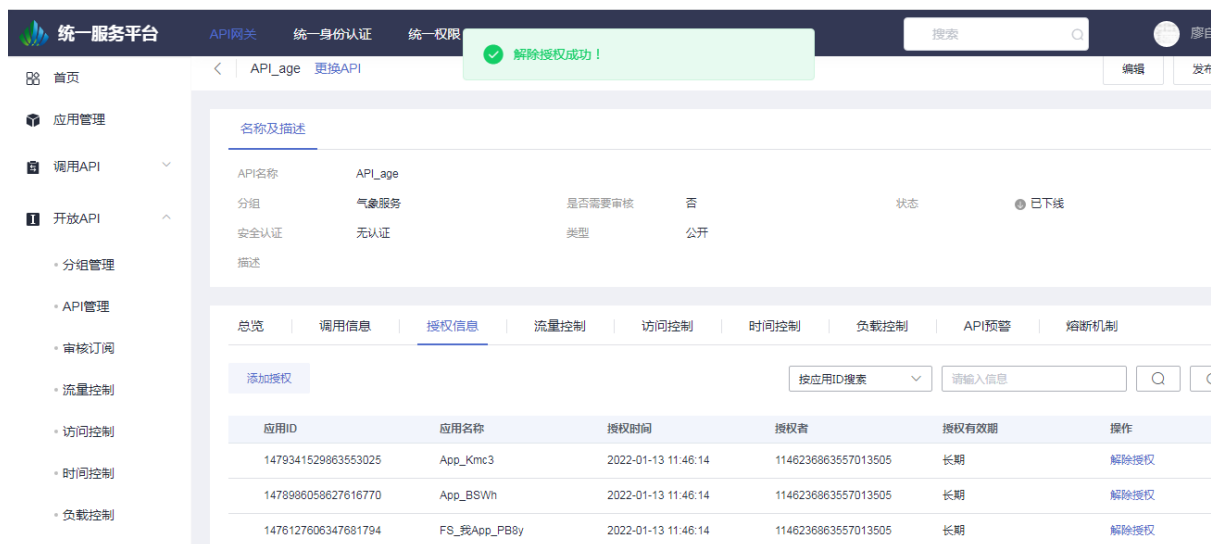 统一服务平台 API网关 统一身份认证 统一权限 搜索 廖
解除授权成功！
首页
API_age 更换API 编辑 发布
应用管理
调用API
开放API
分组管理
API管理
审核订阅
流量控制
访问控制
时间控制
负载控制
名称及描述
API名称 API_age
分组 气象服务 是否需要审核 否 状态 已下线
安全认证 无认证 类型 公开
描述
总览 调用信息 授权信息 流量控制 访问控制 时间控制 负载控制 API预警 熔断机制
添加授权 按应用ID搜索 请输入信息
应用ID 应用名称 授权时间 授权者 授权有效期 操作
1479341529863553025 App_Kmc3 2022-01-13 11:46:14 1146236863557013505 长期 解除授权
1478986058627616770 App_BSWh 2022-01-13 11:46:14 1146236863557013505 长期 解除授权
1476127606347681794 FS_我App_PB8y 2022-01-13 11:46:14 1146236863557013505 长期 解除授权